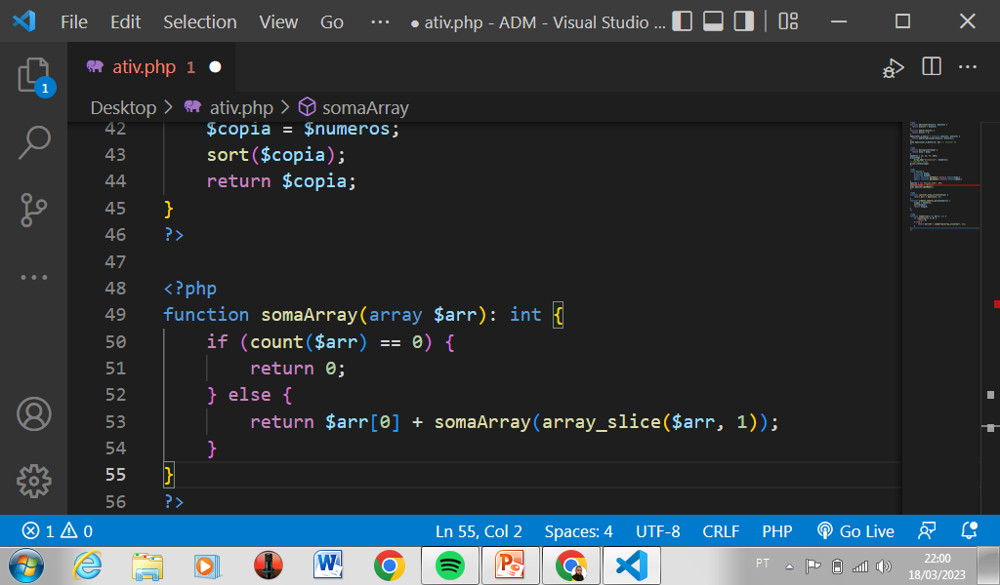 File Edit Selection View Go ··· ● ativ.php - ADM - Visual Studio ...
ativ.php 1 ●
1
Desktop > ativ.php > somaArray
42 $copia = $numeros;
43 sort($copia);
44 return $copia;
45 }
46 ?>
47
48 <?php
49 function somaArray(array $arr): int {
50 if (count($arr) == 0) {
51 return 0;
52 } else {
53 return $arr[0] + somaArray(array_slice($arr, 1));
54 }
55 }
56 ?>
1 0 Ln 55, Col 2 Spaces: 4 UTF-8 CRLF PHP Go Live
PT 22:00
18/03/2023